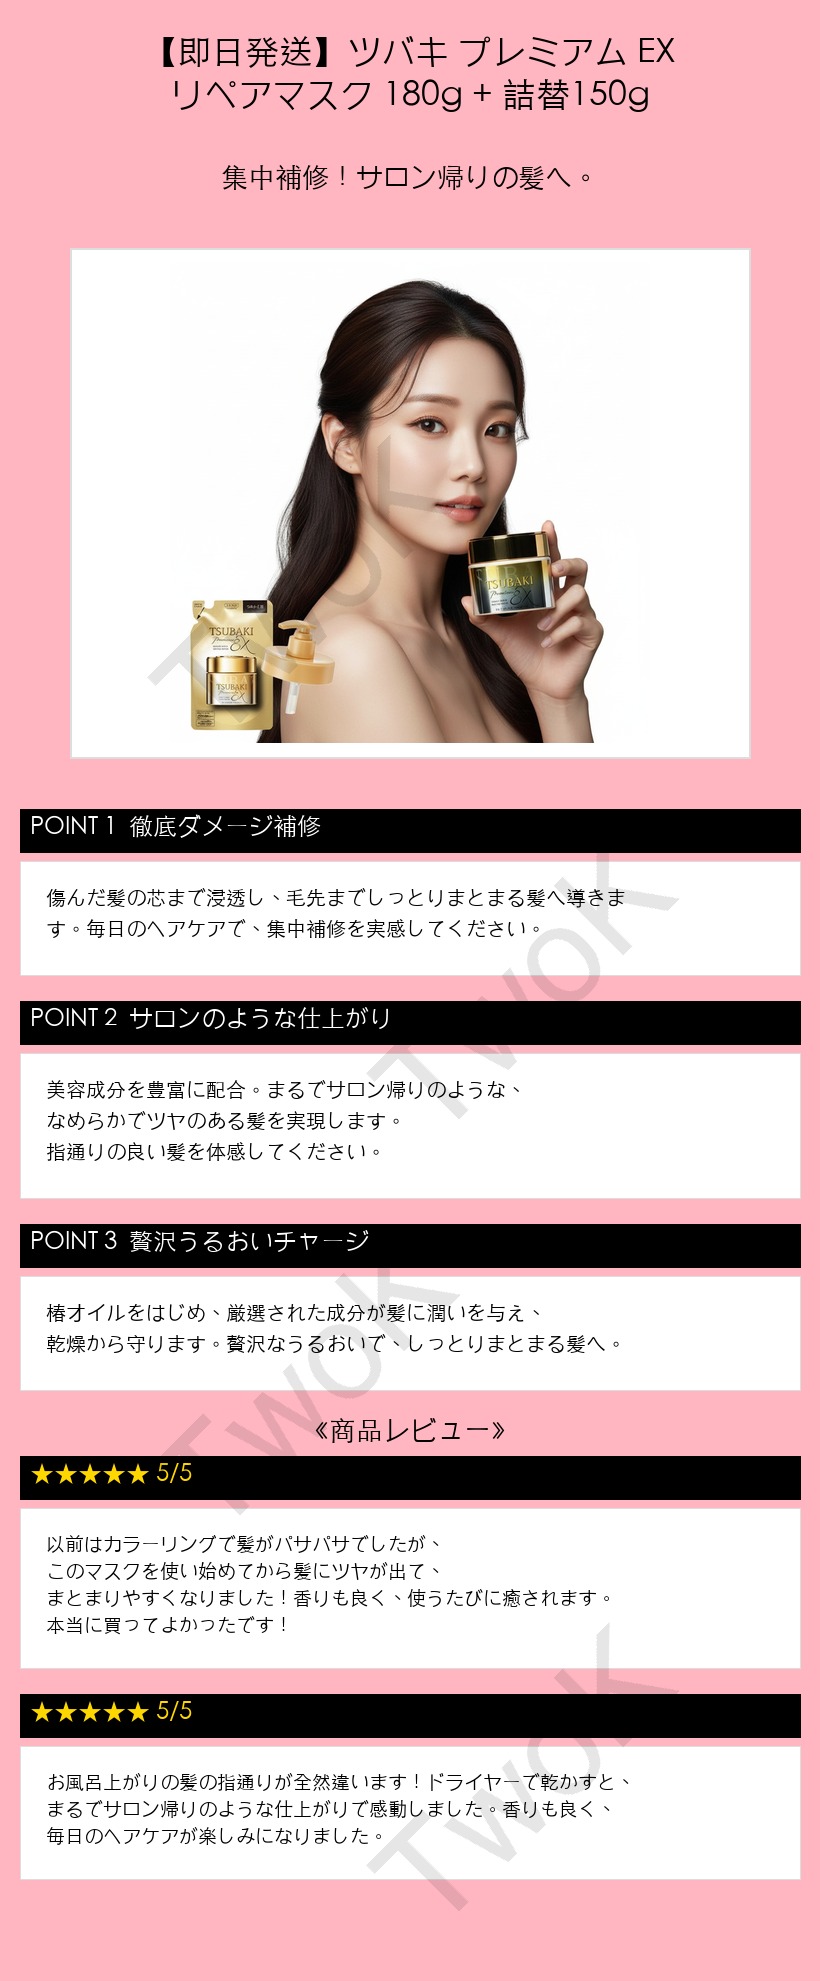 【即日発送】ツバキ プレミアム EX
リペアマスク 180g + 詰替150g
集中補修！サロン帰りの髪へ。
TSUBAKI
Premium EX
TSUBAKI
Premium EX
TSUBAKI
Premium EX
TwoK
POINT 1 徹底ダメージ補修
傷んだ髪の芯まで浸透し、毛先までしっとりまとまる髪へ導きま
す。毎日のヘアケアで、集中補修を実感してください。
TwoK
POINT 2 サロンのような仕上がり
美容成分を豊富に配合。まるでサロン帰りのような、
なめらかでツヤのある髪を実現します。
指通りの良い髪を体感してください。
POINT 3 贅沢うるおいチャージ
椿オイルをはじめ、厳選された成分が髪に潤いを与え、
乾燥から守ります。贅沢なうるおいで、しっとりまとまる髪へ。
TwoK
《商品レビュー》
★★★★★ 5/5
以前はカラーリングで髪がパサパサでしたが、
このマスクを使い始めてから髪にツヤが出て、
まとまりやすくなりました！香りも良く、使うたびに癒されます。
本当に買ってよかったです！
★★★★★ 5/5
お風呂上がりの髪の指通りが全然違います！ドライヤーで乾かすと、
まるでサロン帰りのような仕上がりで感動しました。香りも良く、
毎日のヘアケアが楽しみになりました。
TwoK